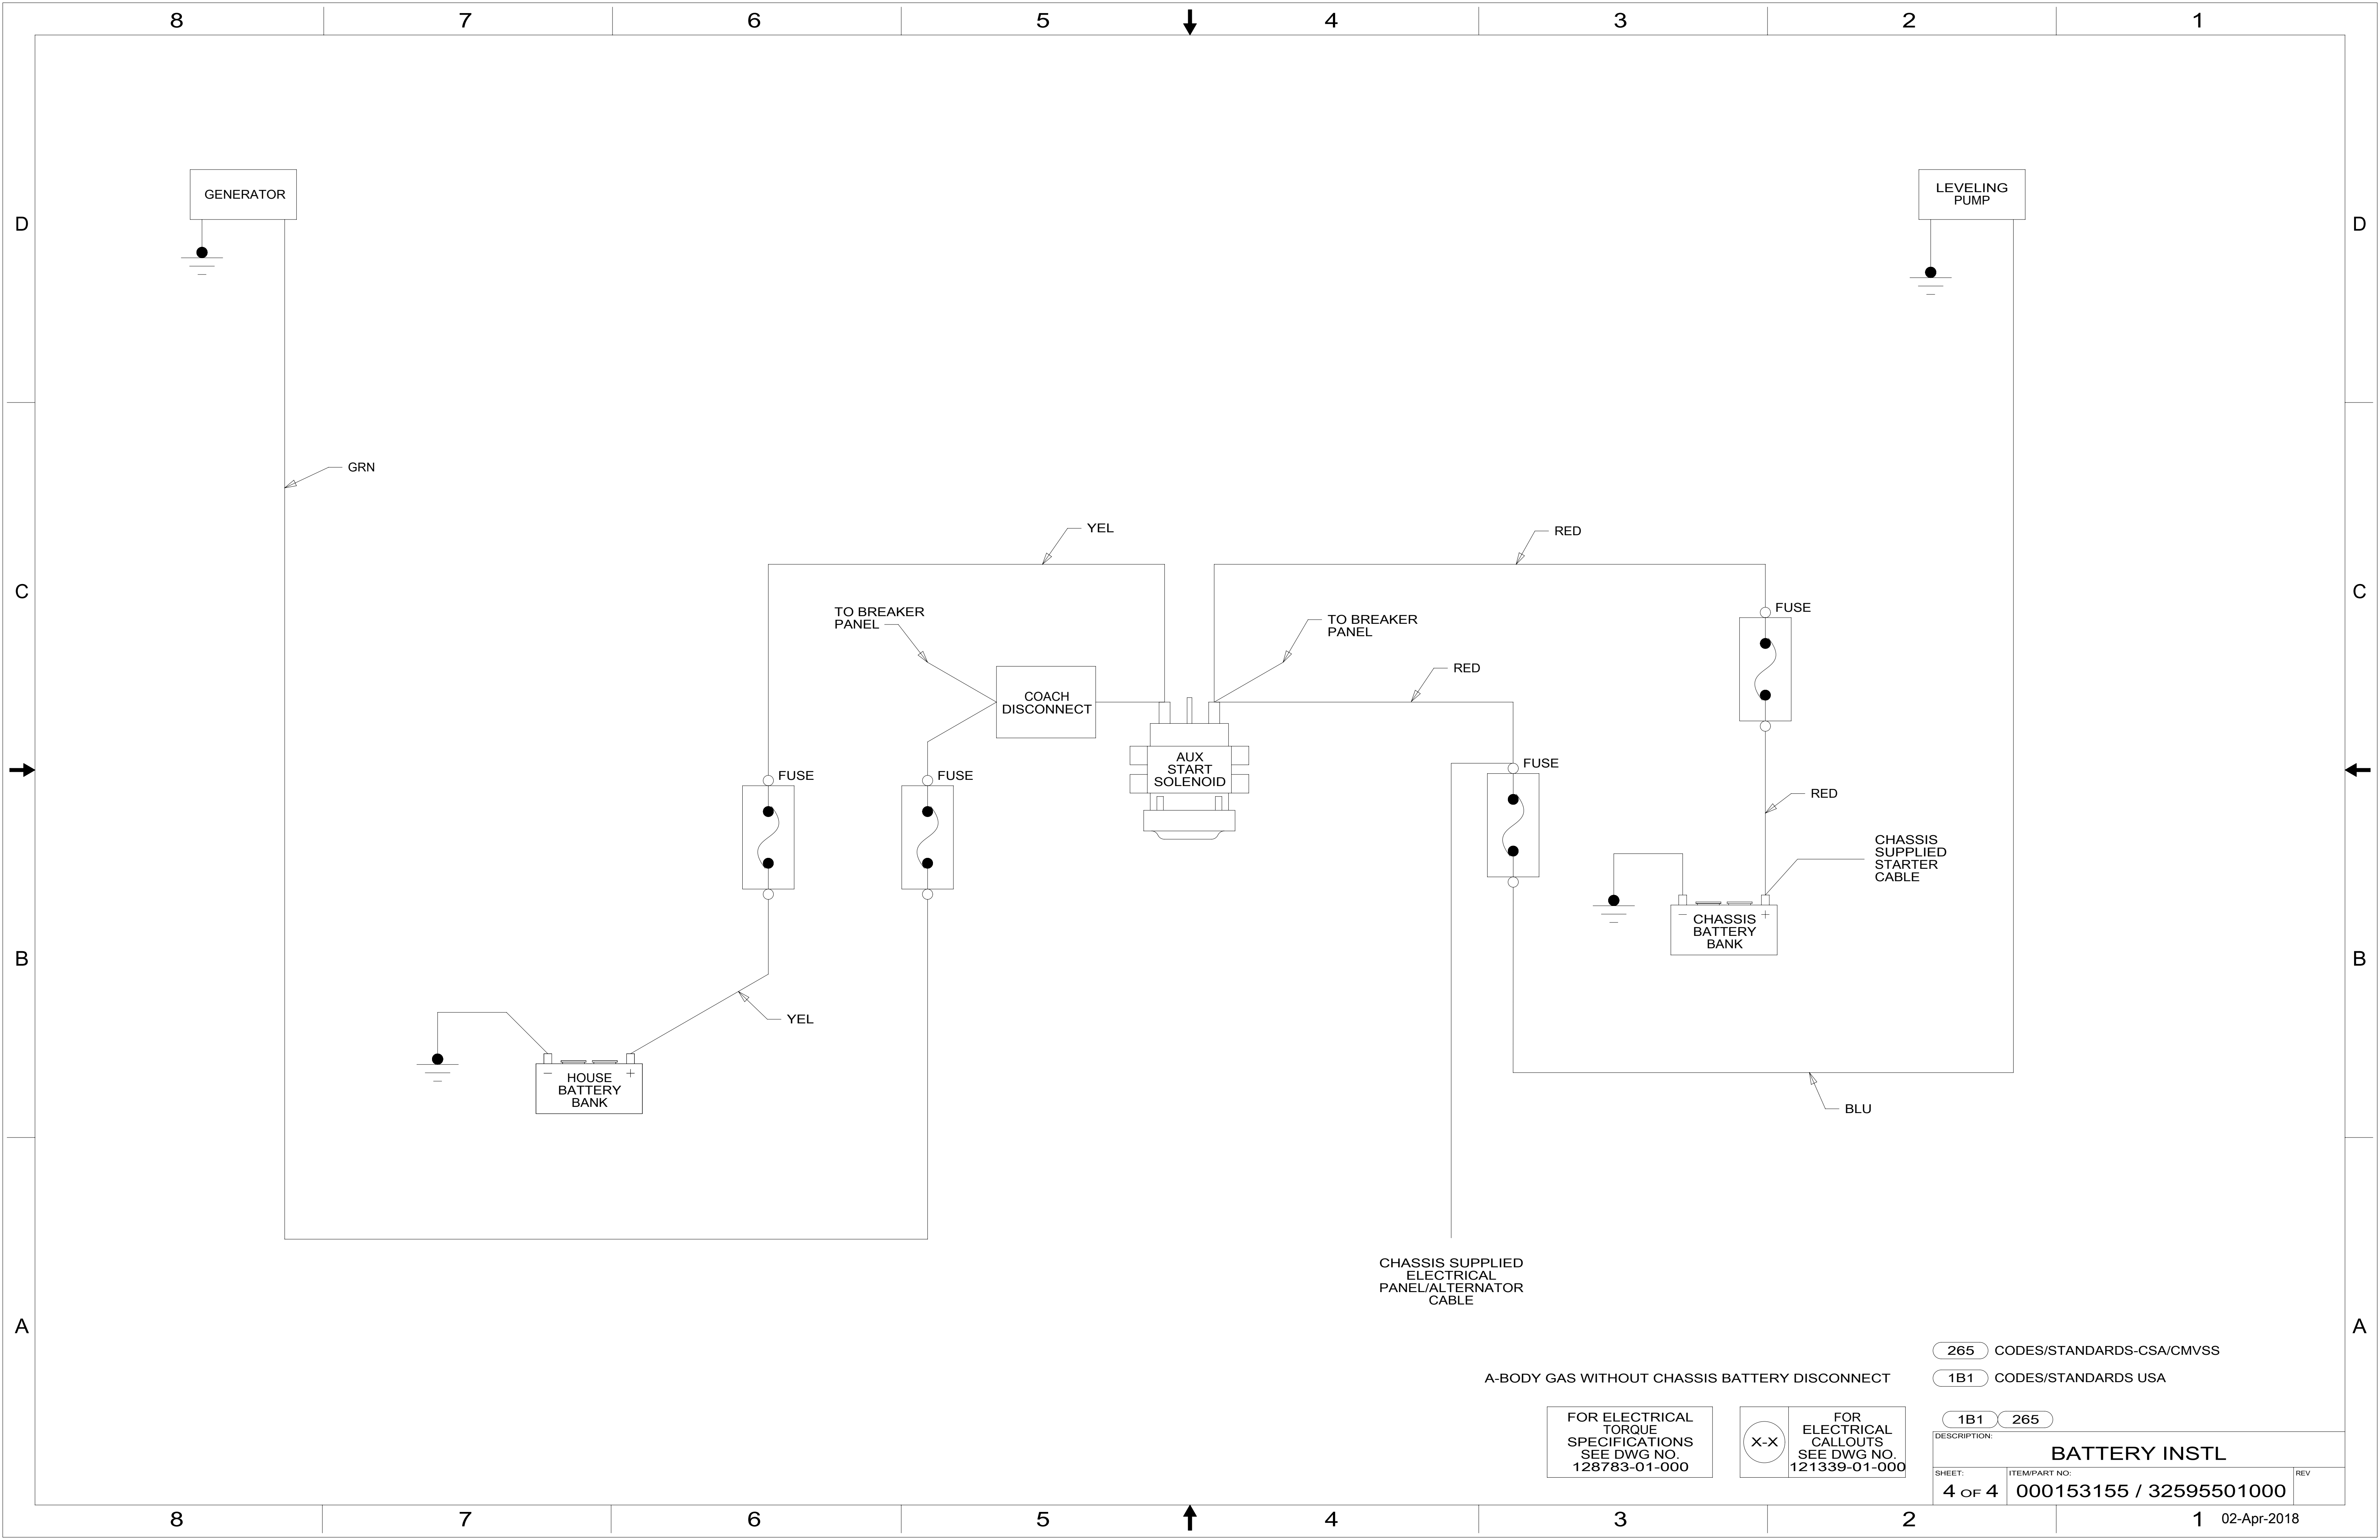 8 7 6 5 4 3 2 1
GENERATOR
LEVELING
PUMP
D D
GRN
YEL
RED
C C
TO BREAKER
PANEL
TO BREAKER
PANEL
FUSE
RED
COACH
DISCONNECT
AUX
START
SOLENOID
FUSE
FUSE
FUSE
RED
CHASSIS
SUPPLIED
STARTER
CABLE
- +
CHASSIS
BATTERY
BANK
B B
YEL
- +
HOUSE
BATTERY
BANK
BLU
CHASSIS SUPPLIED
ELECTRICAL
PANEL/ALTERNATOR
CABLE
A A
265 CODES/STANDARDS-CSA/CMVSS
A-BODY GAS WITHOUT CHASSIS BATTERY DISCONNECT
1B1 CODES/STANDARDS USA
FOR ELECTRICAL
TORQUE
SPECIFICATIONS
SEE DWG NO.
128783-01-000
X-X
FOR
ELECTRICAL
CALLOUTS
SEE DWG NO.
121339-01-000
1B1 265
DESCRIPTION:
BATTERY INSTL
SHEET:
4 OF 4
ITEM/PART NO:
000153155 / 32595501000
REV
8 7 6 5 4 3 2 1
02-Apr-2018